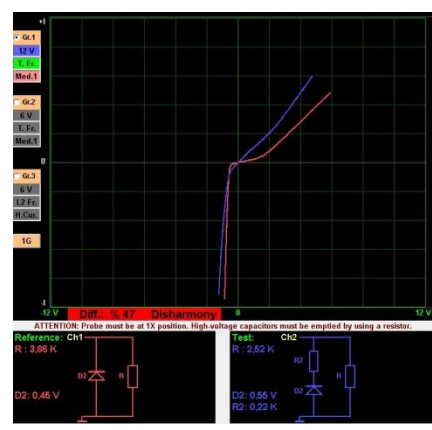 +I
Gr.1
12 V
T. Fr.
Med.1
Gr.2
6 V
T. Fr.
Med.1
0
Gr.3
6 V
L2 Fr.
H.Cur.
1G
-I
-12 V
Diff.: % 47 Disharmony
0
12 V
ATTENTION: Probe must be at 1X position. High-voltage capacitors must be emptied by using a resistor.
Reference: Ch1
R : 3,86 K
D2
R
D2: 0,45 V
Test: Ch2
R : 2,52 K
R2
D2
R
D2: 0,55 V
R2: 0,22 K